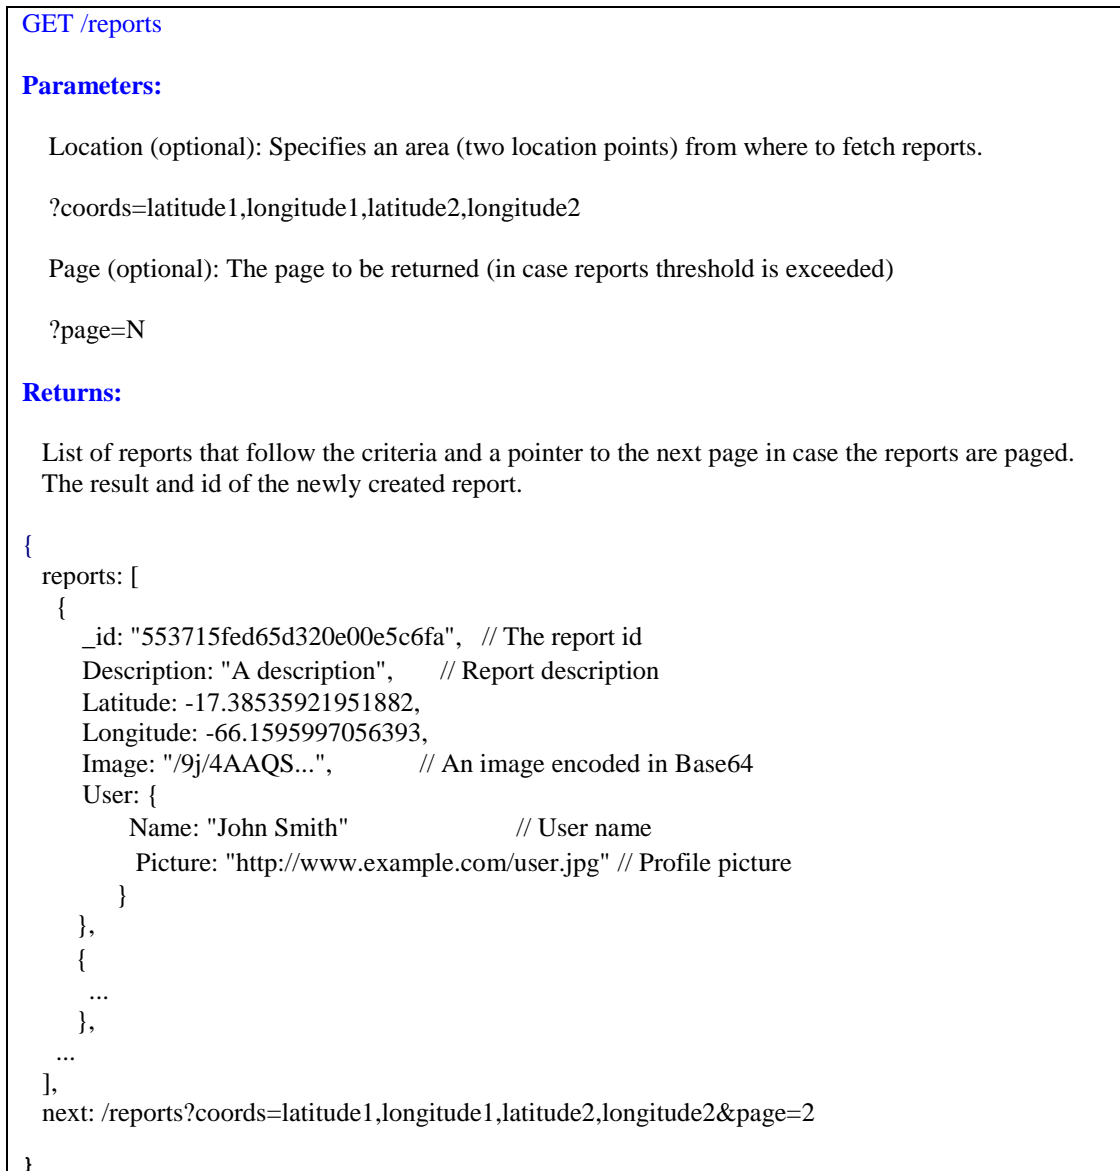 GET /reports
Parameters:
Location (optional): Specifies an area (two location points) from where to fetch reports.
?coords=latitude1,longitude1,latitude2,longitude2
Page (optional): The page to be returned (in case reports threshold is exceeded)
?page=N
Returns:
List of reports that follow the criteria and a pointer to the next page in case the reports are paged.
The result and id of the newly created report.
{
reports: [
{
_id: "553715fed65d320e00e5c6fa", // The report id
Description: "A description", // Report description
Latitude: -17.38535921951882,
Longitude: -66.1595997056393,
Image: "/9j/4AAQS...", // An image encoded in Base64
User: {
Name: "John Smith" // User name
Picture: "http://www.example.com/user.jpg" // Profile picture
}
},
{
...
},
...
],
next: /reports?coords=latitude1,longitude1,latitude2,longitude2&page=2
}